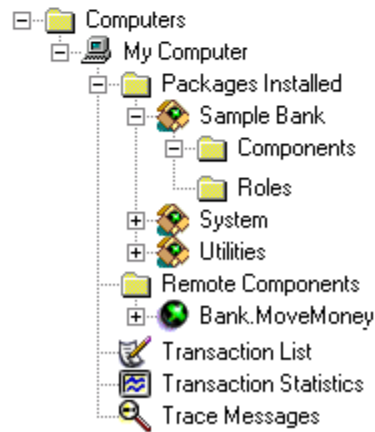 Computers
My Computer
Packages Installed
Sample Bank
Components
Roles
System
Utilities
Remote Components
Bank.MoveMoney
Transaction List
Transaction Statistics
Trace Messages